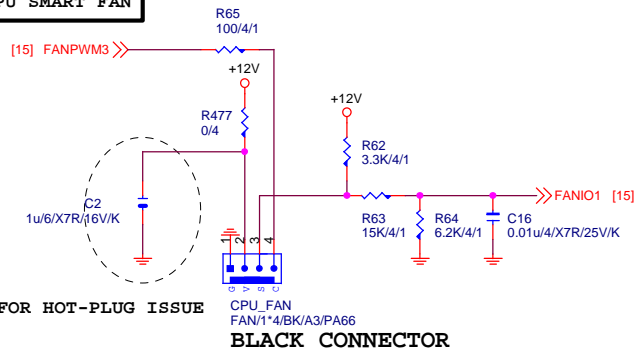 PU SMART FAN
R65
100/4/1
[15] FANPWM3
+12V
R477
0/4
+12V
R62
3.3K/4/1
C2
1u/6/X7R/16V/K
FANIO1 [15]
R63
15K/4/1
R64
6.2K/4/1
C16
0.01u/4/X7R/25V/K
1 2 3 4
G V S C
FOR HOT-PLUG ISSUE
CPU_FAN
FAN/1*4/BK/A3/PA66
BLACK CONNECTOR